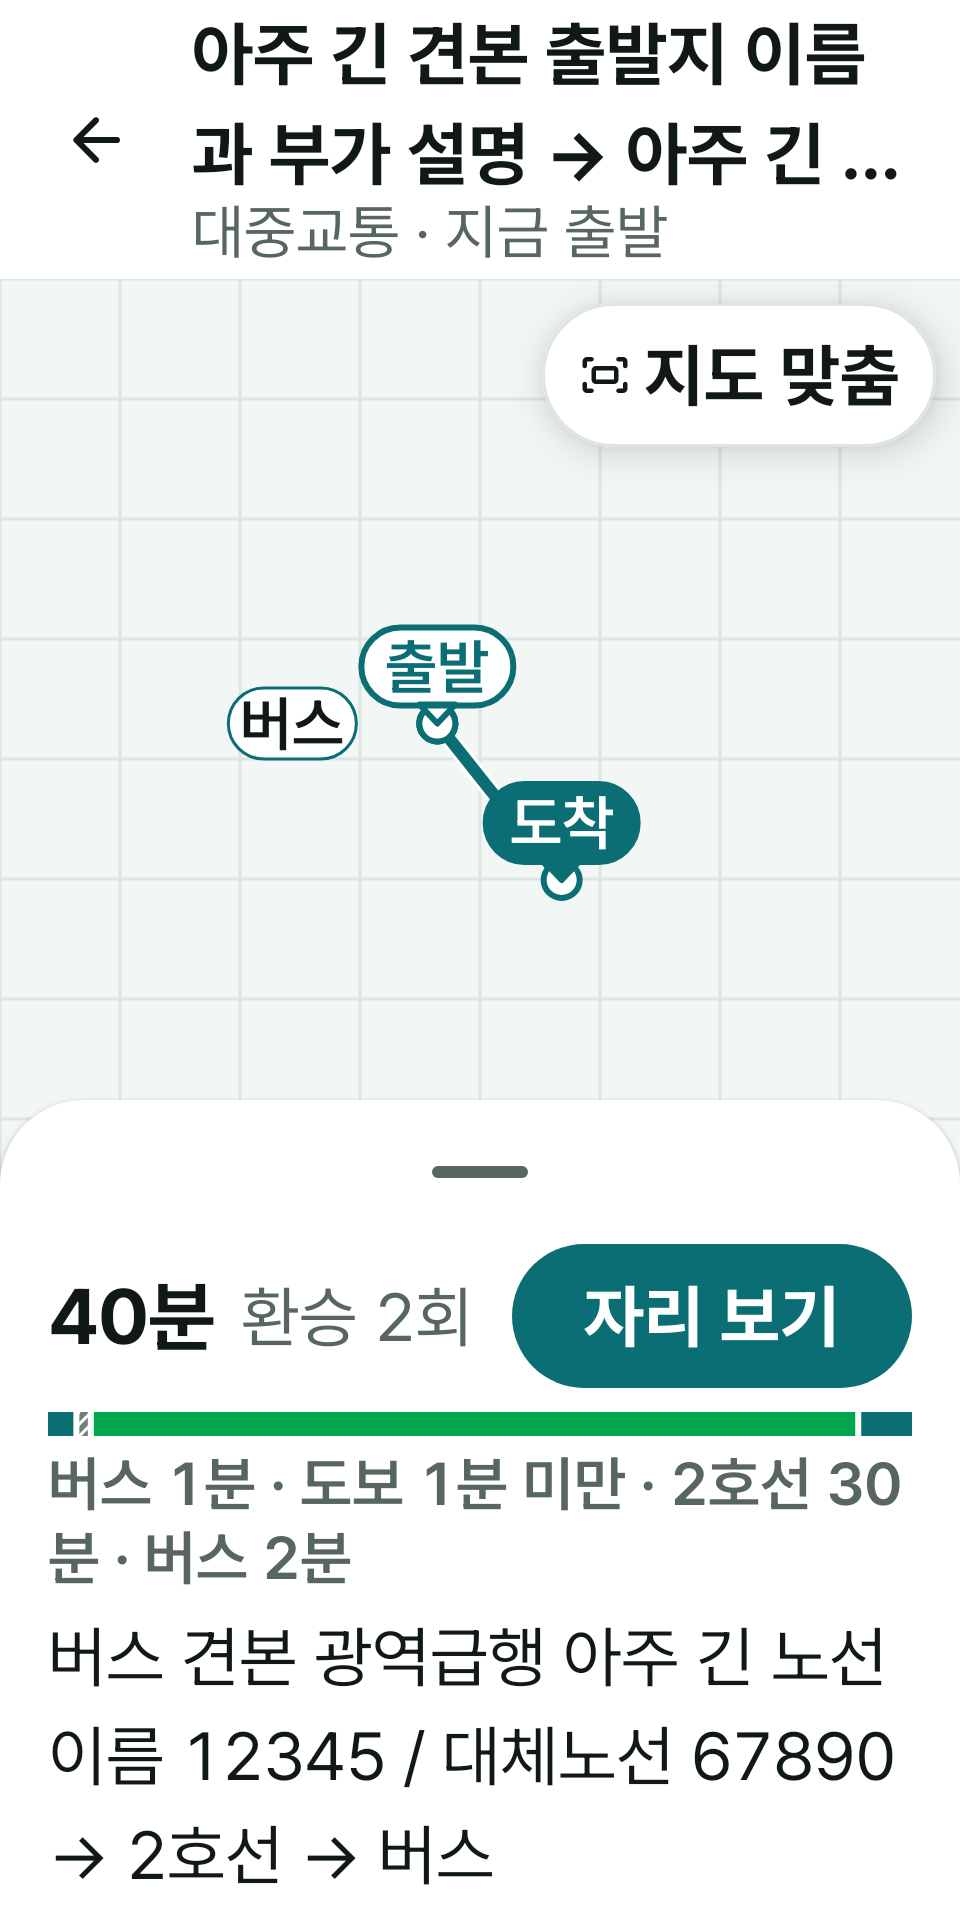 아주 긴 견본 출발지 이름
과 부가 설명 → 아주 긴 ...
대중교통 · 지금 출발
지도 맞춤
출발
버스
도착
40분 환승 2회
자리 보기
버스 1분 · 도보 1분 미만 · 2호선 30
분 · 버스 2분
버스 견본 광역급행 아주 긴 노선
이름 12345 / 대체노선 67890
→ 2호선 → 버스